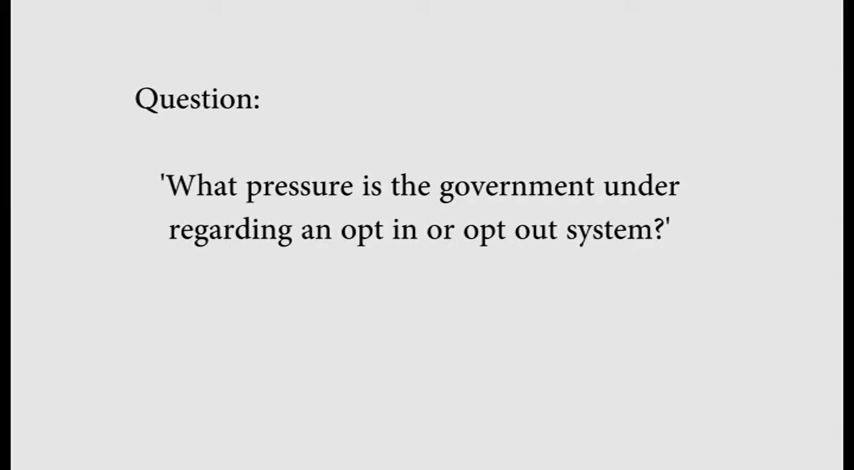 Question:
'What pressure is the government under
regarding an opt in or opt out system?'